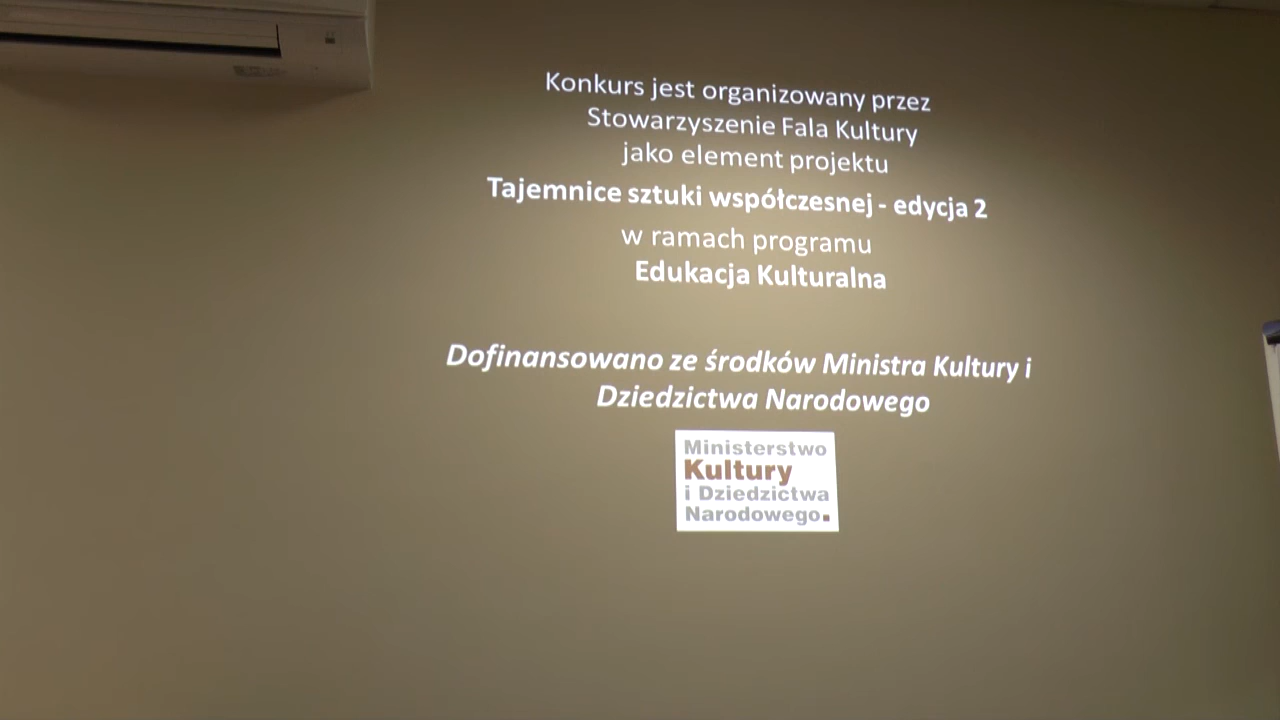 Konkurs jest organizowany przez
Stowarzyszenie Fala Kultury
jako element projektu
Tajemnice sztuki współczesnej - edycja 2
w ramach programu
Edukacja Kulturalna
Dofinansowano ze środków Ministra Kultury i
Dziedzictwa Narodowego
Ministerstwo
Kultury
i Dziedzictwa
Narodowego.